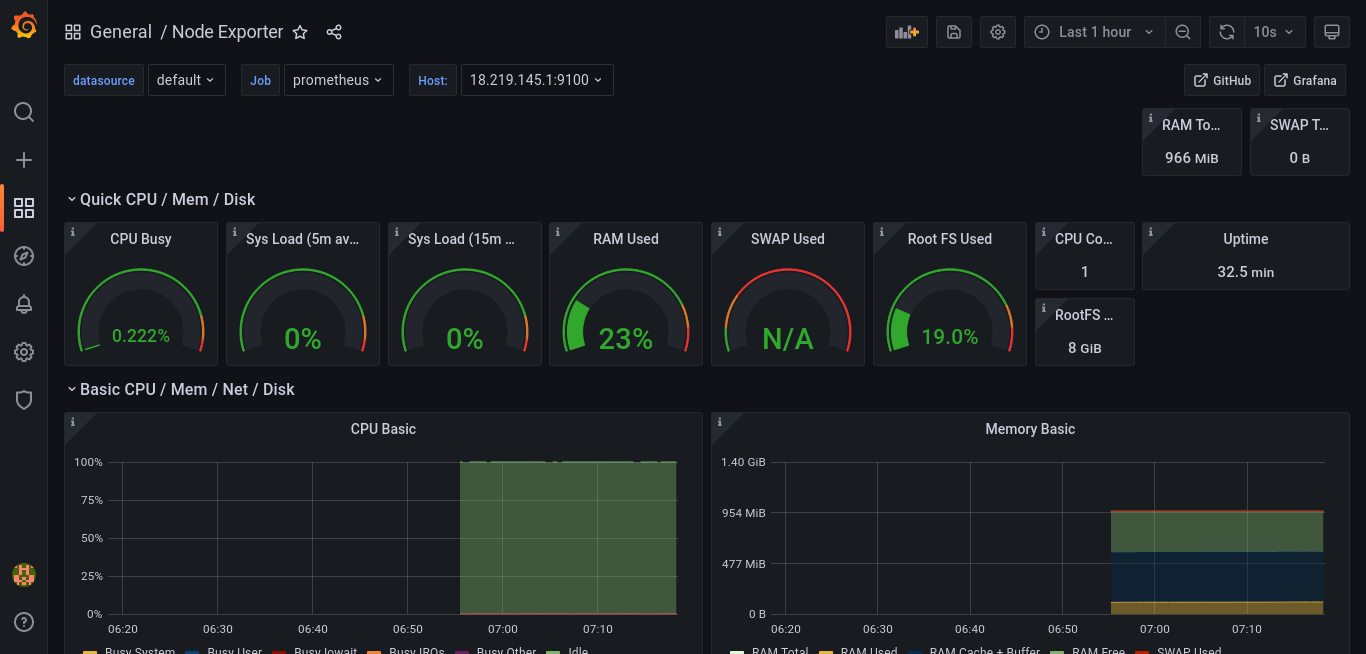 General / Node Exporter
Last 1 hour
10s
datasource default Job prometheus Host: 18.219.145.1:9100
GitHub Grafana
RAM To... SWAP T...
966 MiB 0 B
Quick CPU / Mem / Disk
CPU Busy Sys Load (5m av... Sys Load (15m ... RAM Used SWAP Used Root FS Used CPU Co... Uptime
1 32.5 min
RootFS ...
0.222% 0% 0% 23% N/A 19.0%
8 GiB
Basic CPU / Mem / Net / Disk
CPU Basic
100%
75%
50%
25%
0%
06:20 06:30 06:40 06:50 07:00 07:10
Busy System Busy User Busy Iowait Busy IRQs Busy Other Idle
Memory Basic
1.40 GiB
954 MiB
477 MiB
0 B
06:20 06:30 06:40 06:50 07:00 07:10
RAM Total RAM Used RAM Cache + Buffer RAM Free SWAP Used